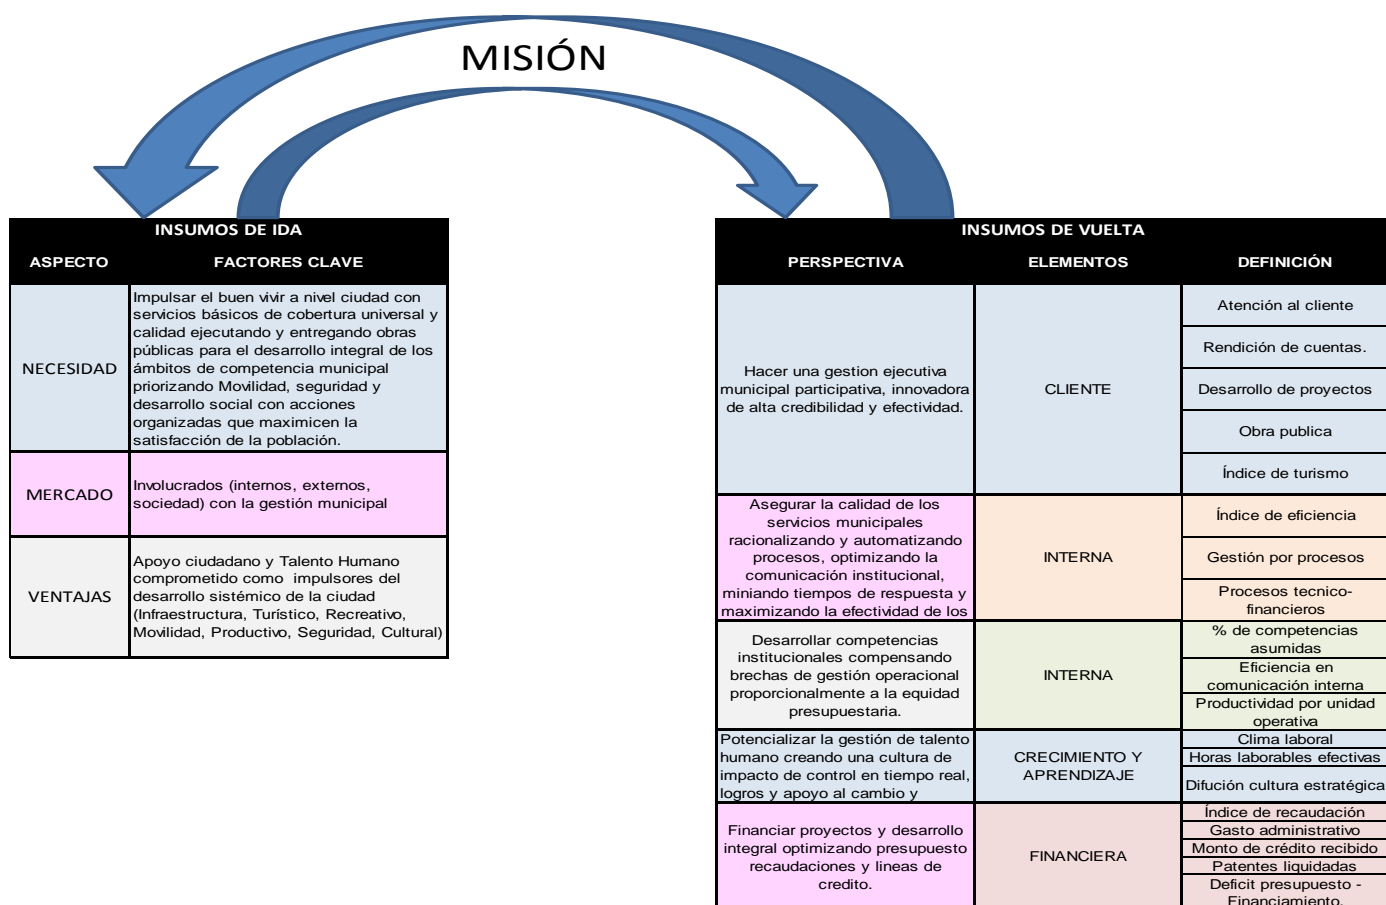 MISIÓN
INSUMOS DE IDA
ASPECTO
FACTORES CLAVE
NECESIDAD
Impulsar el buen vivir a nivel ciudad con
servicios básicos de cobertura universal y
calidad ejecutando y entregando obras
públicas para el desarrollo integral de los
ámbitos de competencia municipal
priorizando Movilidad, seguridad y
desarrollo social con acciones
organizadas que maximicen la
satisfacción de la población.
MERCADO
Involucrados (internos, externos,
sociedad) con la gestión municipal
VENTAJAS
Apoyo ciudadano y Talento Humano
comprometido como impulsores del
desarrollo sistémico de la ciudad
(Infraestructura, Turístico, Recreativo,
Movilidad, Productivo, Seguridad, Cultural)
INSUMOS DE VUELTA
PERSPECTIVA
ELEMENTOS
DEFINICIÓN
Hacer una gestion ejecutiva
municipal participativa, innovadora
de alta credibilidad y efectividad.
CLIENTE
Atención al cliente
Rendición de cuentas.
Desarrollo de proyectos
Obra publica
Índice de turismo
Asegurar la calidad de los
servicios municipales
racionalizando y automatizando
procesos, optimizando la
comunicación institucional,
miniando tiempos de respuesta y
maximizando la efectividad de los
INTERNA
Índice de eficiencia
Gestión por procesos
Procesos tecnico-
financieros
Desarrollar competencias
institucionales compensando
brechas de gestión operacional
proporcionalmente a la equidad
presupuestaria.
INTERNA
% de competencias
asumidas
Eficiencia en
comunicación interna
Productividad por unidad
operativa
Potencializar la gestión de talento
humano creando una cultura de
impacto de control en tiempo real,
logros y apoyo al cambio y
CRECIMIENTO Y
APRENDIZAJE
Clima laboral
Horas laborables efectivas
Difución cultura estratégica
Financiar proyectos y desarrollo
integral optimizando presupuesto
recaudaciones y lineas de
credito.
FINANCIERA
Índice de recaudación
Gasto administrativo
Monto de crédito recibido
Patentes liquidadas
Deficit presupuesto -
Financiamiento.